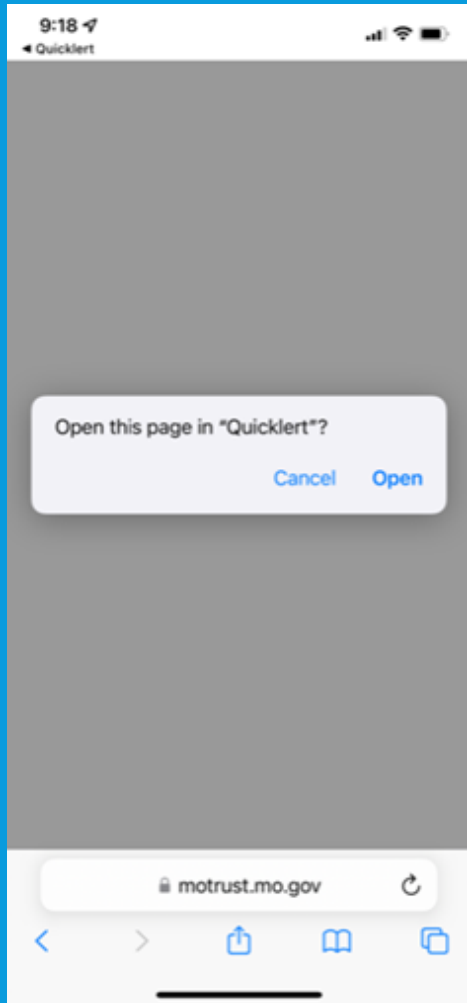 9:18
◀ Quicklert
Open this page in “Quicklert”?
Cancel Open
motrust.mo.gov